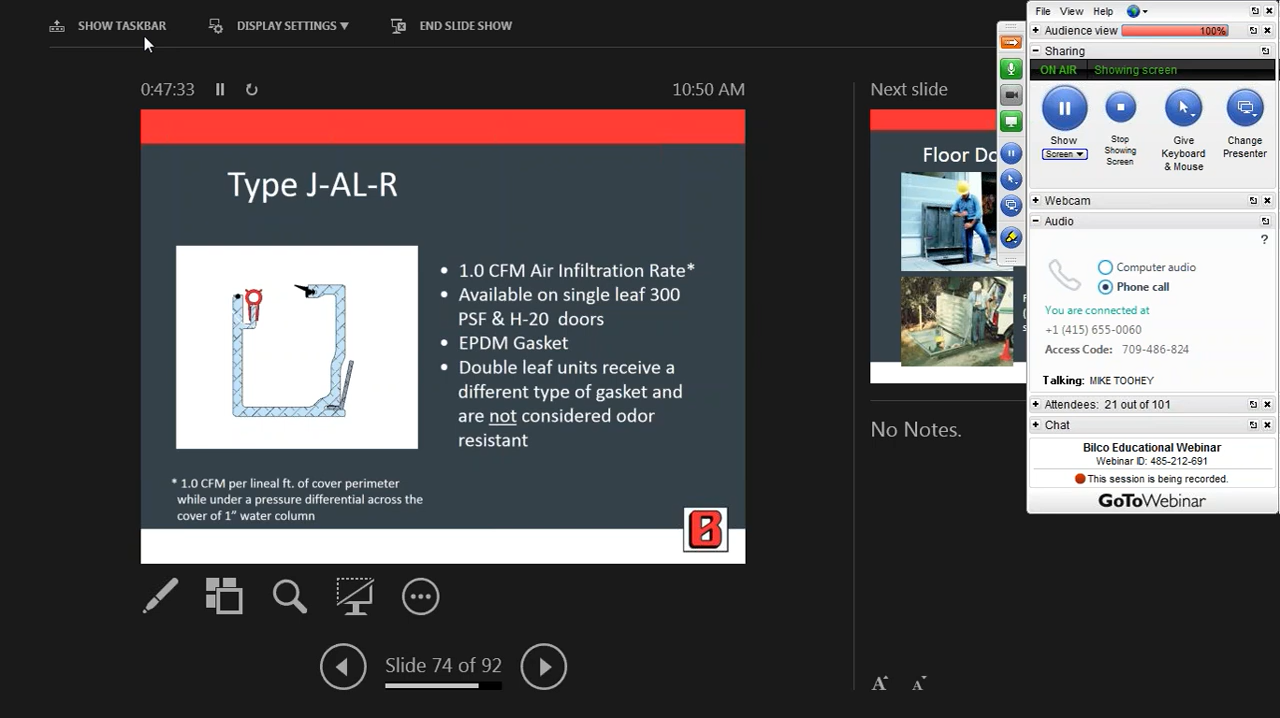 SHOW TASKBAR
DISPLAY SETTINGS
END SLIDE SHOW
0:47:33
10:50 AM
Type J-AL-R
• 1.0 CFM Air Infiltration Rate*
• Available on single leaf 300
PSF & H-20 doors
• EPDM Gasket
• Double leaf units receive a
different type of gasket and
are not considered odor
resistant
* 1.0 CFM per lineal ft. of cover perimeter
while under a pressure differential across the
cover of 1” water column
B
Slide 74 of 92
Next slide
Floor
No Notes.
A
A
File View Help
Audience view 100%
Sharing
ON AIR Showing screen
Show
Screen
Stop
Showing
Screen
Give
Keyboard
& Mouse
Change
Presenter
Webcam
Audio
?
Computer audio
Phone call
You are connected at
+1 (415) 655-0060
Access Code: 709-486-824
Talking: MIKE TOOHEY
Attendees: 21 out of 101
Chat
Bilco Educational Webinar
Webinar ID: 485-212-691
This session is being recorded.
GoToWebinar